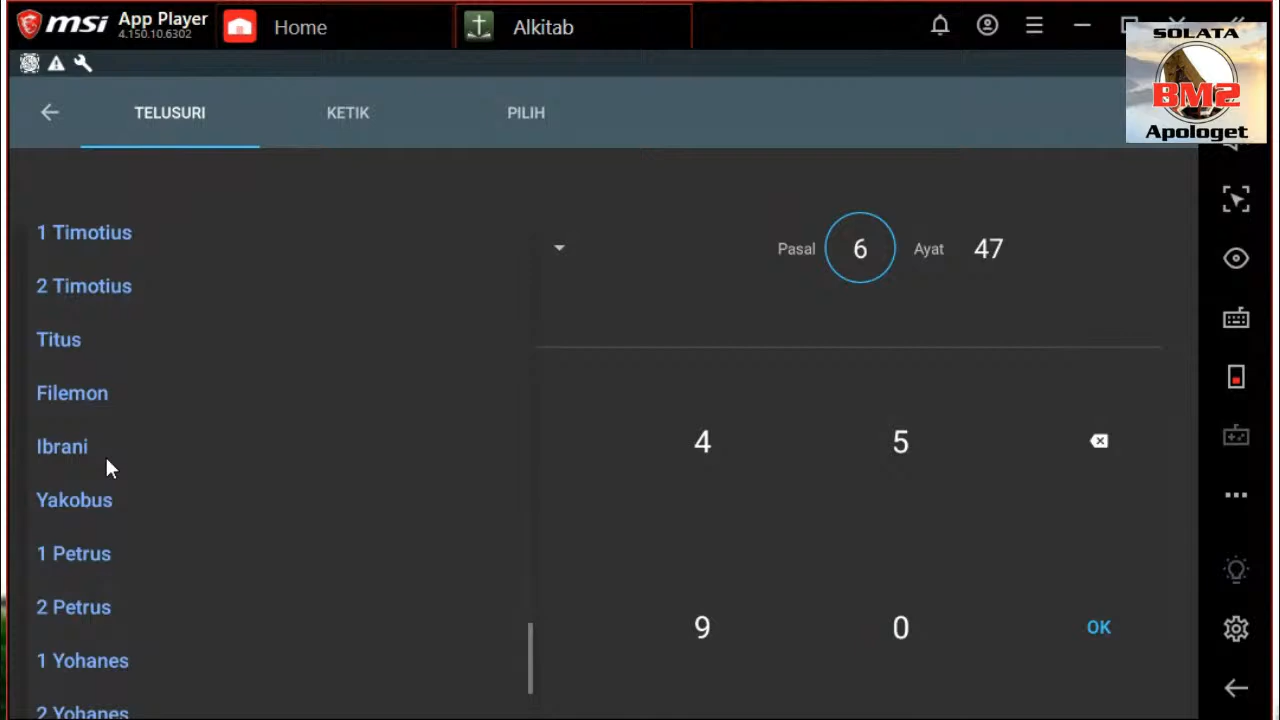 msi App Player
4.150.10.6302
Home
Alkitab
SOLATA
BM2
Apologet
TELUSURI
KETIK
PILIH
1 Timotius
2 Timotius
Titus
Filemon
Ibrani
Yakobus
1 Petrus
2 Petrus
1 Yohanes
2 Yohanes
Pasal 6 Ayat 47
4 5
9 0 OK